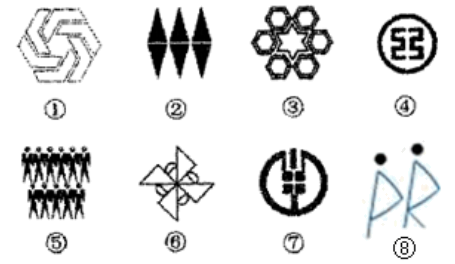 ① ② ③ ④
⑤ ⑥ ⑦ ⑧